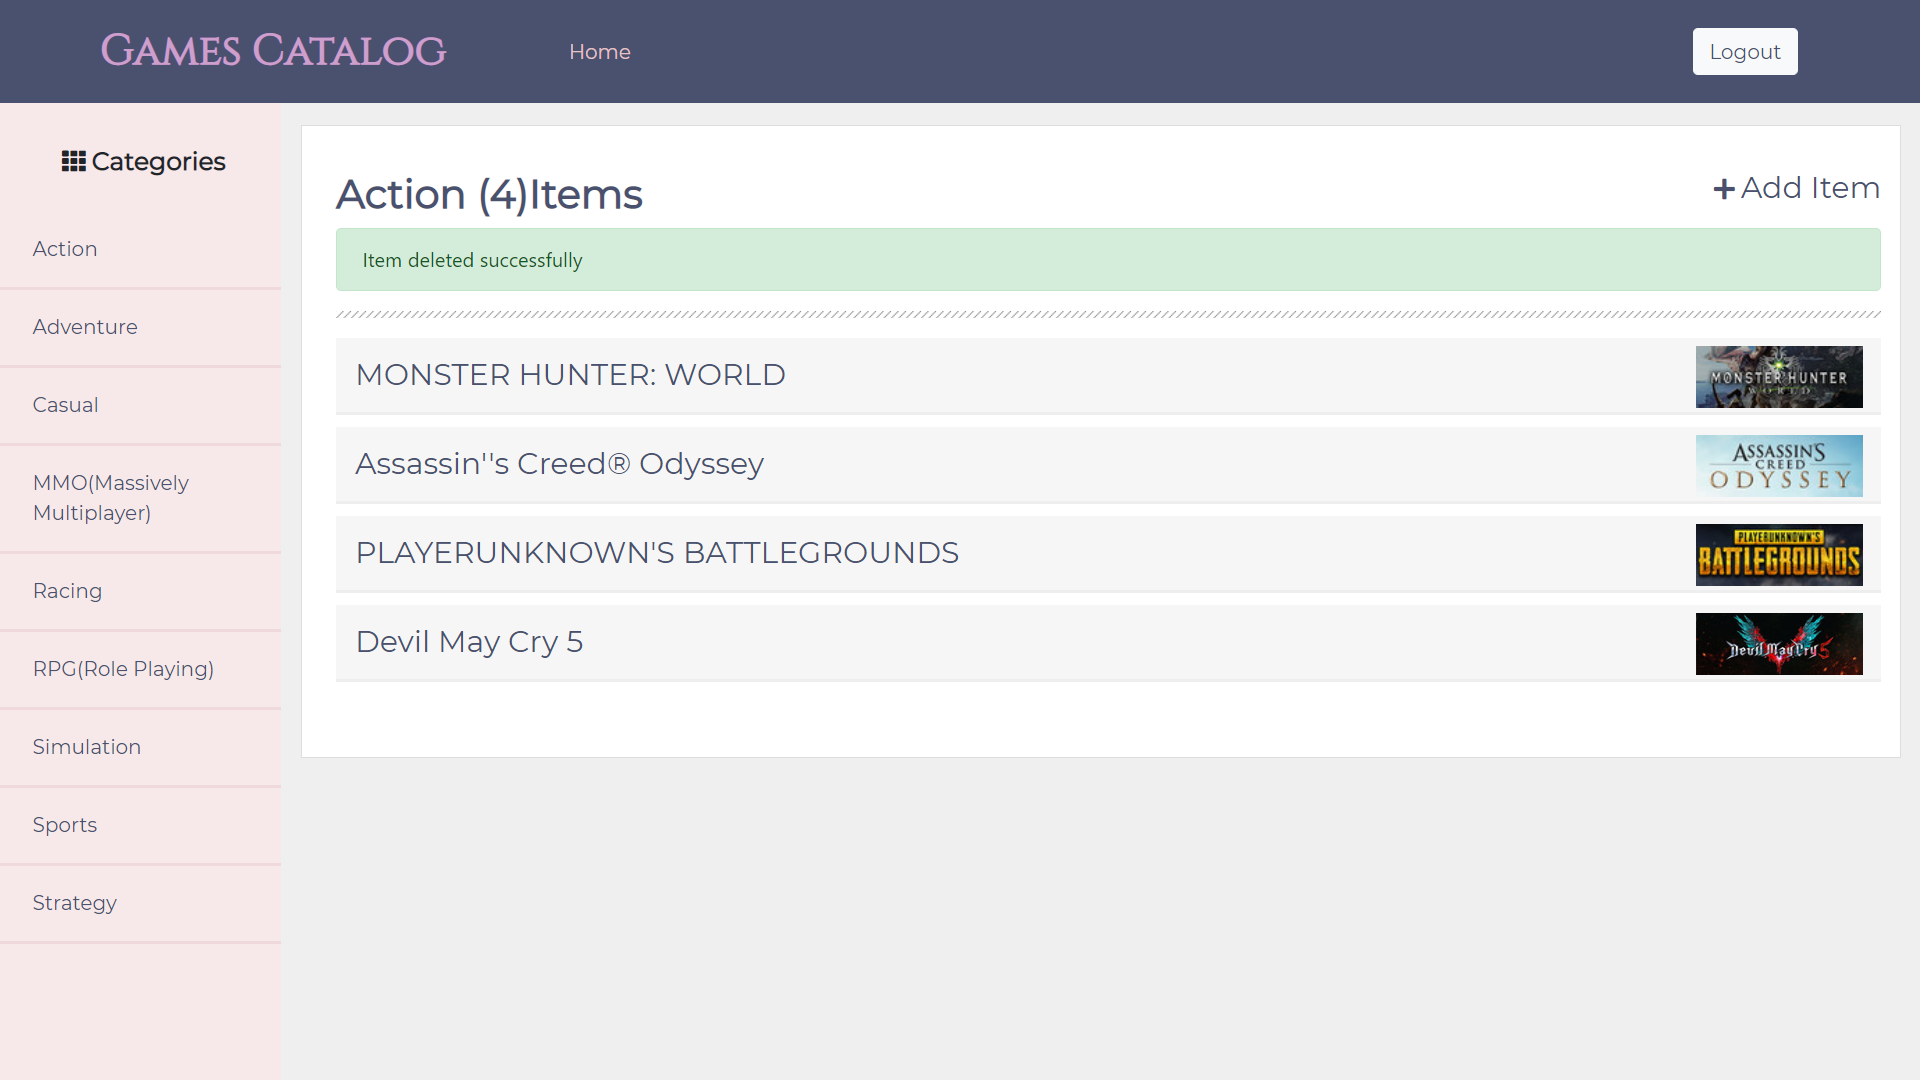 Games Catalog
Home
Logout
Categories
Action
Adventure
Casual
MMO(Massively
Multiplayer)
Racing
RPG(Role Playing)
Simulation
Sports
Strategy
Action (4)Items
Add Item
Item deleted successfully
MONSTER HUNTER: WORLD
MONSTER HUNTER
WORLD
Assassin''s Creed® Odyssey
ASSASSIN'S
CREED
ODYSSEY
PLAYERUNKNOWN'S BATTLEGROUNDS
PLAYERUNKNOWN'S
BATTLEGROUNDS
Devil May Cry 5
Devil May Cry 5